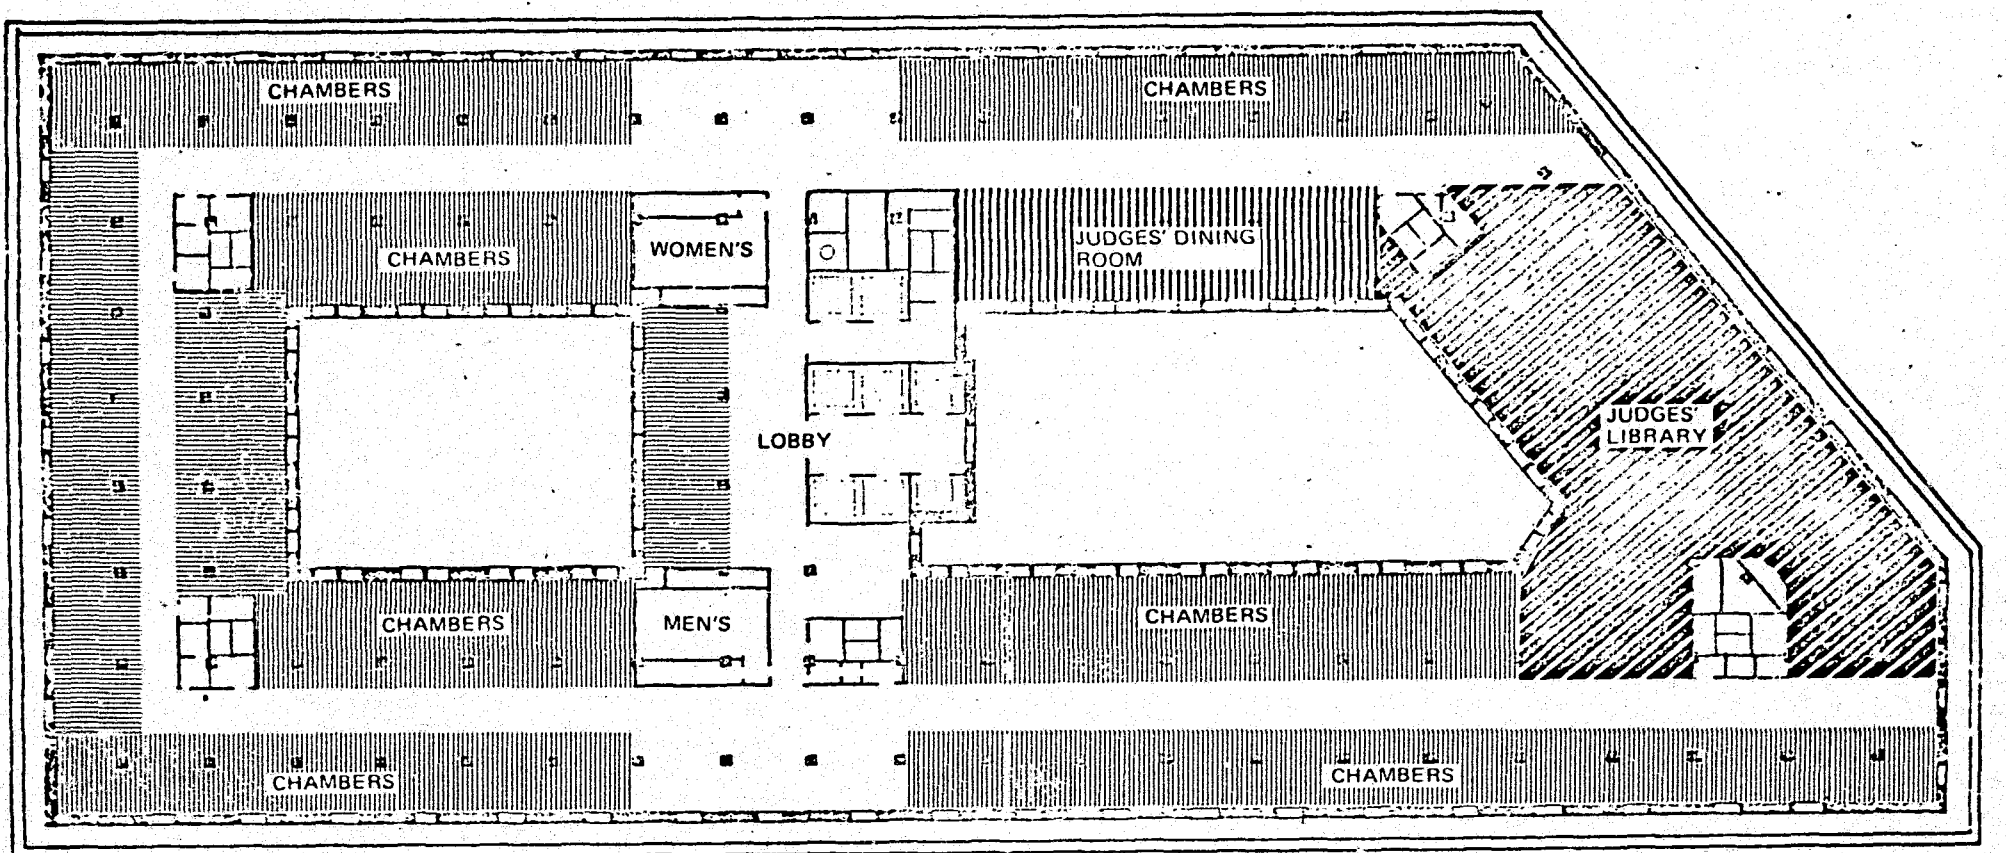 CHAMBERS
CHAMBERS
CHAMBERS
WOMEN'S
JUDGES' DINING
ROOM
LOBBY
JUDGES'
LIBRARY
CHAMBERS
MEN'S
CHAMBERS
CHAMBERS
CHAMBERS